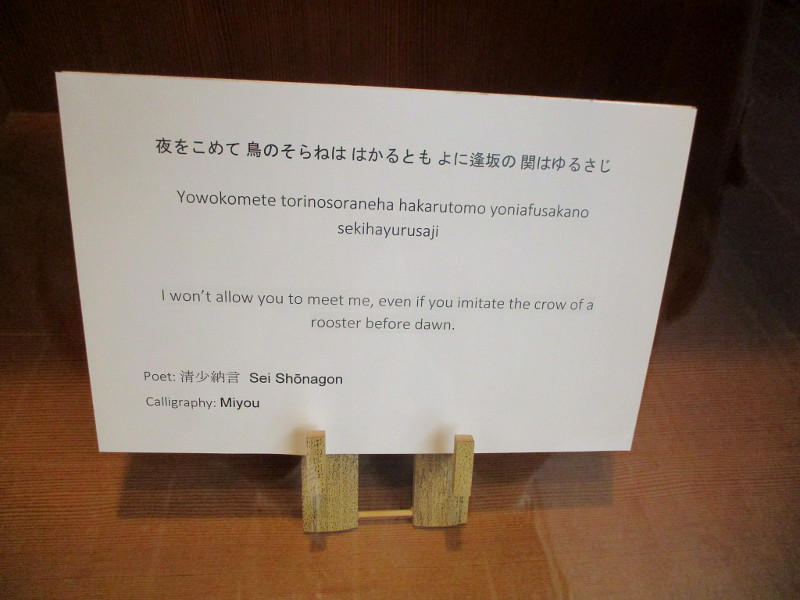 夜をこめて 鳥のそらねは はかるとも よに逢坂の 関はゆるさじ
Yowokomete torinosoraneha hakarutomo yoniafusakano
sekihayurusaji
I won't allow you to meet me, even if you imitate the crow of a
rooster before dawn.
Poet: 清少納言 Sei Shōnagon
Calligraphy: Miyou